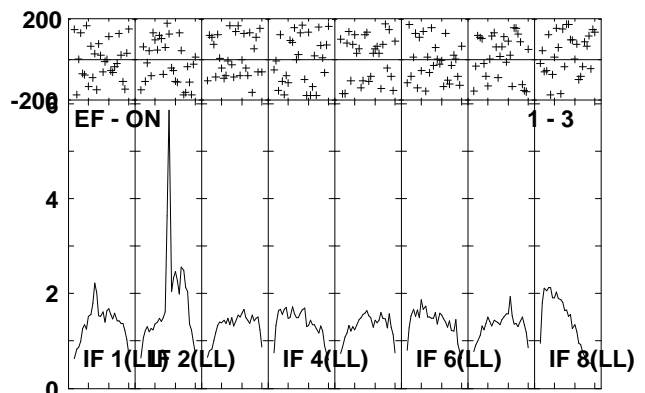 200
-200
6
EF - ON
1 - 3
4
2
IF 1(LL)
IF 2(LL)
IF 4(LL)
IF 6(LL)
IF 8(LL)
0